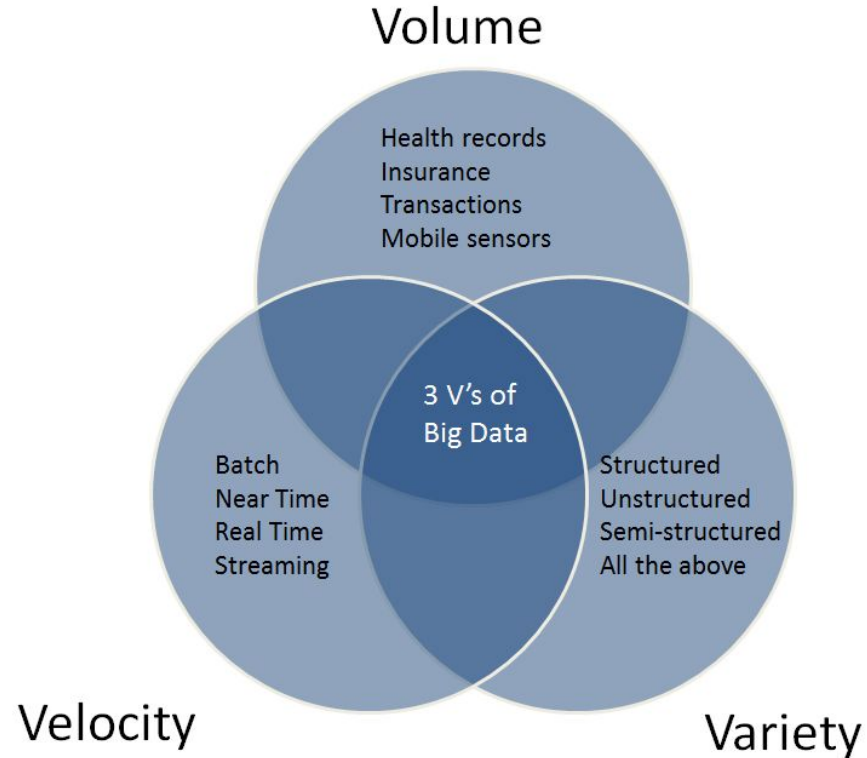 Volume
Health records
Insurance
Transactions
Mobile sensors
3 V’s of
Big Data
Batch
Near Time
Real Time
Streaming
Structured
Unstructured
Semi-structured
All the above
Velocity
Variety